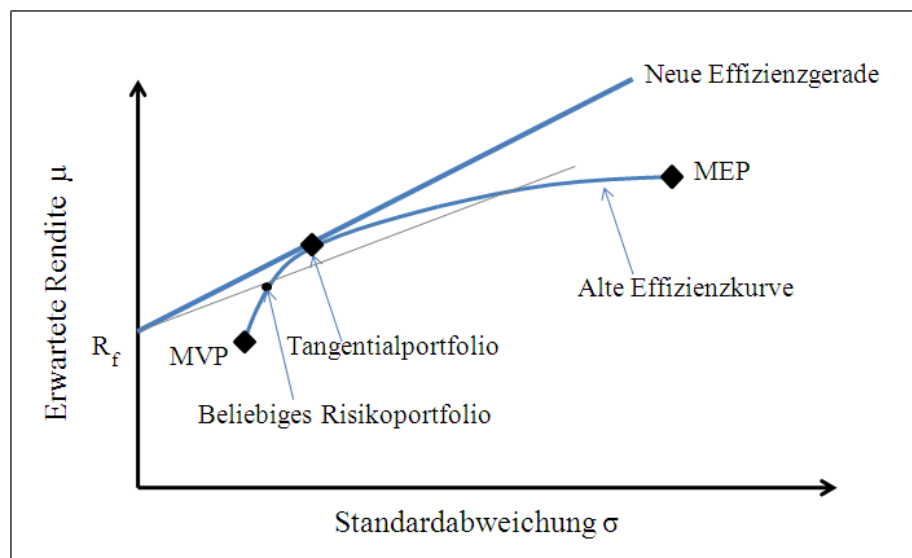 Neue Effizienzgerade
Erwartete Rendite μ
MEP
Alte Effizienzkurve
R_f
MVP
Tangentialportfolio
Beliebiges Risikoportfolio
Standardabweichung σ